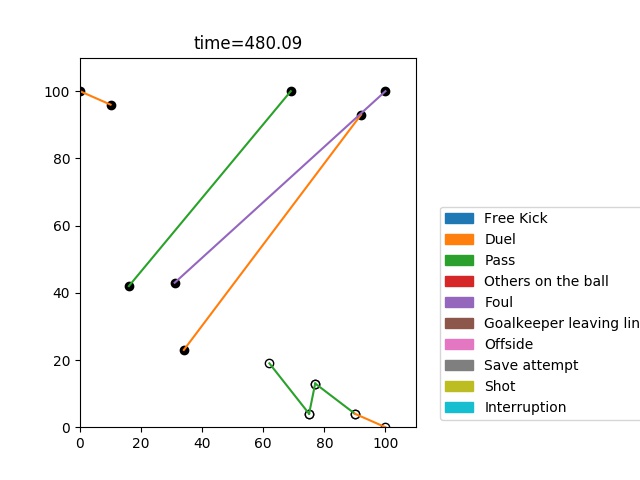 time=480.09
100
80
60
40
20
0
0 20 40 60 80 100
Free Kick
Duel
Pass
Others on the ball
Foul
Goalkeeper leaving lin
Offside
Save attempt
Shot
Interruption